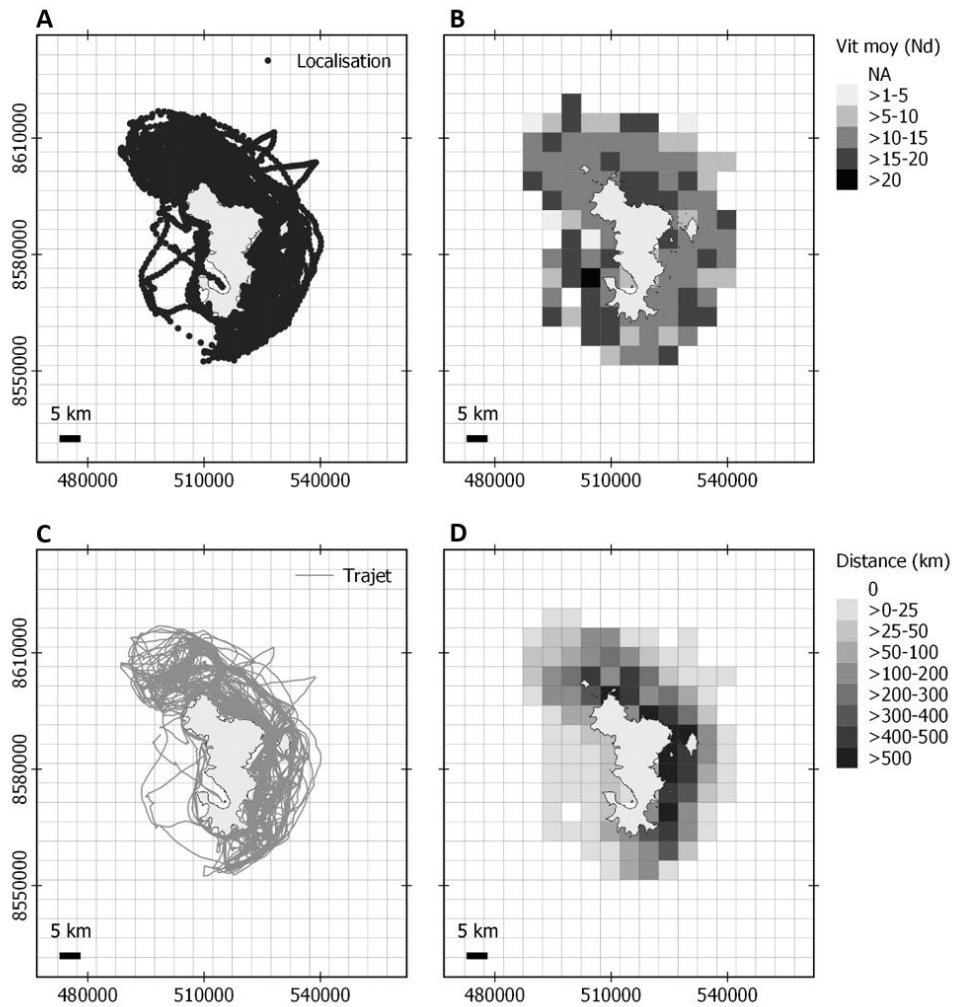 A
B
Localisation
8610000
8580000
8550000
5 km
5 km
480000 510000 540000
480000 510000 540000
Vit moy (Nd)
NA
>1-5
>5-10
>10-15
>15-20
>20
C
D
Trajet
8610000
8580000
8550000
5 km
5 km
480000 510000 540000
480000 510000 540000
Distance (km)
0
>0-25
>25-50
>50-100
>100-200
>200-300
>300-400
>400-500
>500